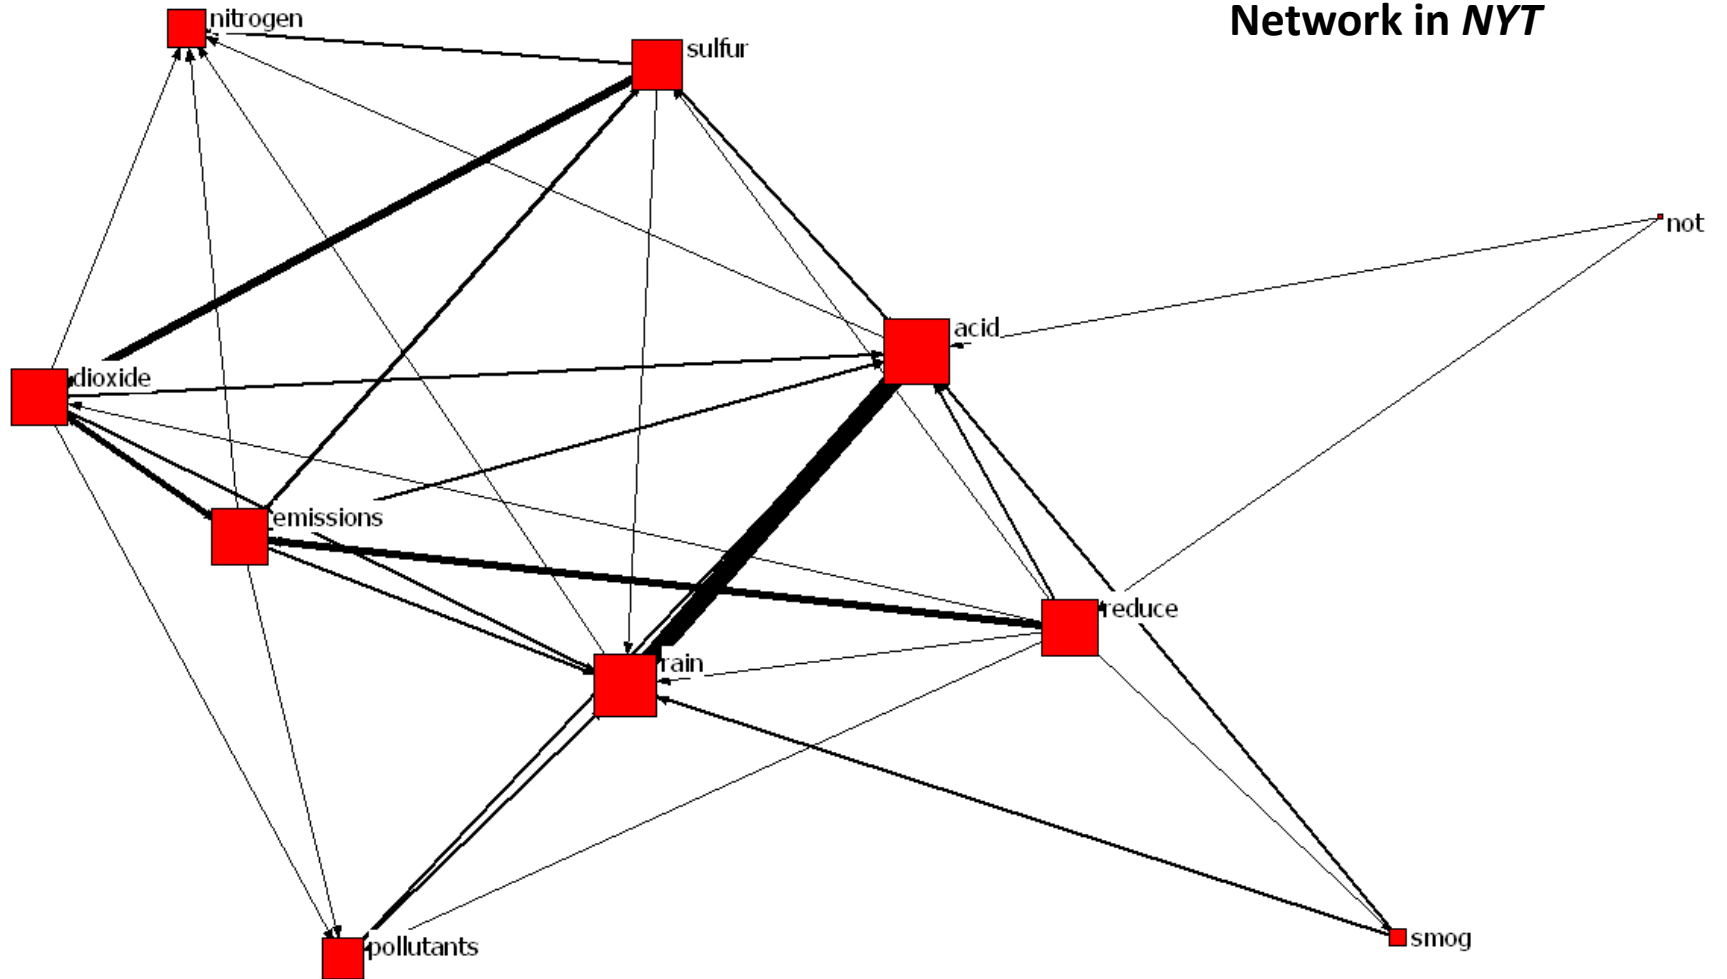 Network in NYT
nitrogen
sulfur
not
acid
dioxide
emissions
reduce
rain
pollutants
smog